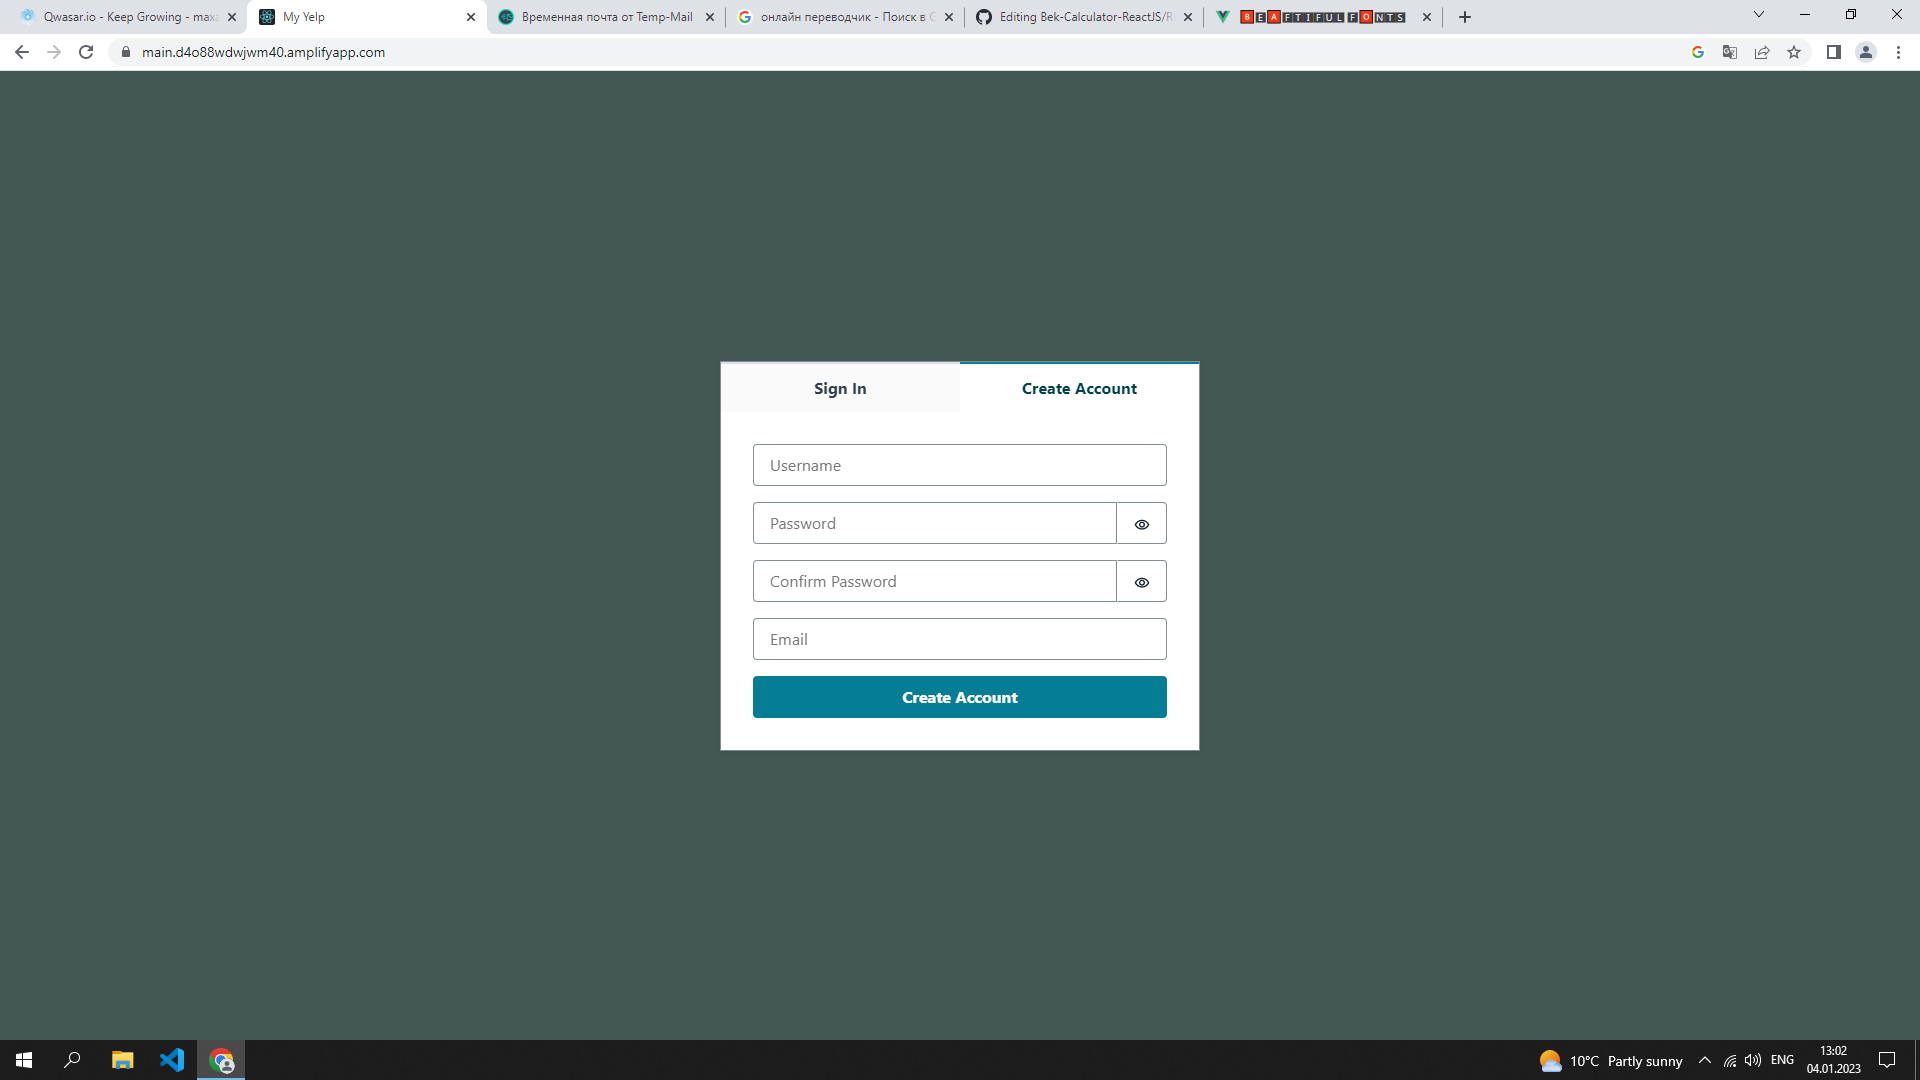 Qwasar.io - Keep Growing - maxa
My Yelp
Временная почта от Temp-Mail
онлайн переводчик - Поиск в G
Editing Bek-Calculator-ReactJS/R
BEAFTIFUL FONTS
main.d4o88wdwjwm40.amplifyapp.com
Sign In
Create Account
Username
Password
Confirm Password
Email
Create Account
10°C Partly sunny
ENG
13:02
04.01.2023